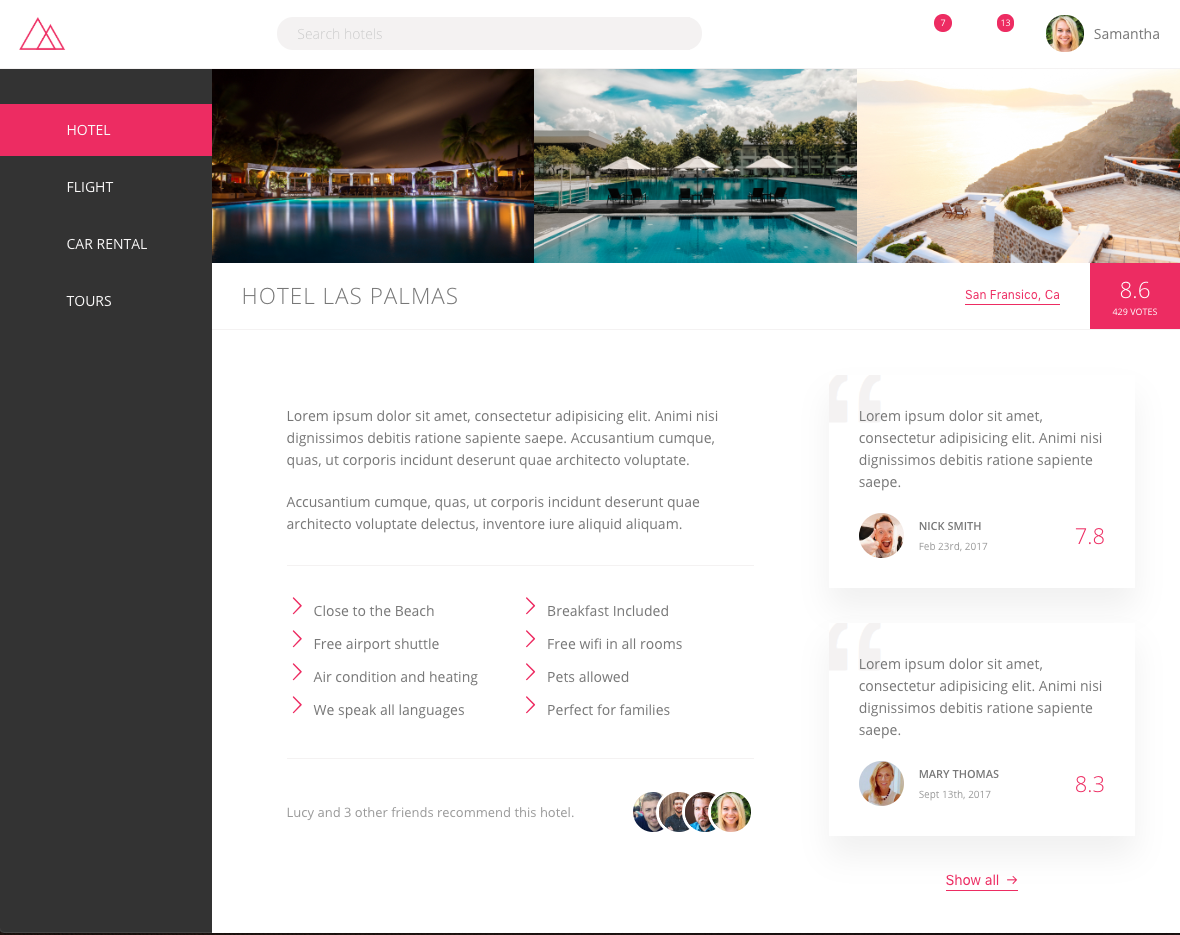 Search hotels
7
13
Samantha
HOTEL
FLIGHT
CAR RENTAL
TOURS
HOTEL LAS PALMAS
San Fransico, Ca
8.6
429 VOTES
Lorem ipsum dolor sit amet, consectetur adipisicing elit. Animi nisi
dignissimos debitis ratione sapiente saepe. Accusantium cumque,
quas, ut corporis incidunt deserunt quae architecto voluptate.
Accusantium cumque, quas, ut corporis incidunt deserunt quae
architecto voluptate delectus, inventore iure aliquid aliquam.
Close to the Beach
Breakfast Included
Free airport shuttle
Free wifi in all rooms
Air condition and heating
Pets allowed
We speak all languages
Perfect for families
Lucy and 3 other friends recommend this hotel.
“
Lorem ipsum dolor sit amet,
consectetur adipisicing elit. Animi nisi
dignissimos debitis ratione sapiente
saepe.
NICK SMITH
Feb 23rd, 2017
7.8
“
Lorem ipsum dolor sit amet,
consectetur adipisicing elit. Animi nisi
dignissimos debitis ratione sapiente
saepe.
MARY THOMAS
Sept 13th, 2017
8.3
Show all →